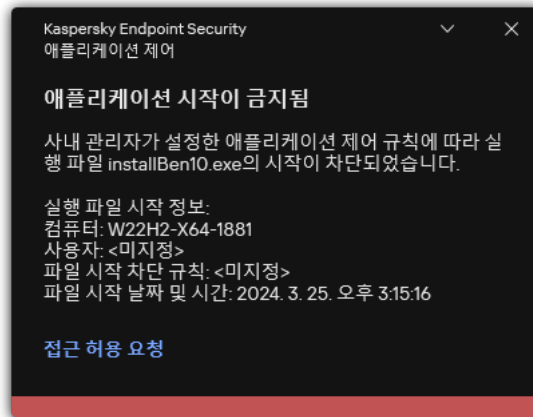 Kaspersky Endpoint Security
애플리케이션 제어
애플리케이션 시작이 금지됨
사내 관리자가 설정한 애플리케이션 제어 규칙에 따라 실
행 파일 installBen10.exe의 시작이 차단되었습니다.
실행 파일 시작 정보:
컴퓨터: W22H2-X64-1881
사용자: <미지정>
파일 시작 차단 규칙: <미지정>
파일 시작 날짜 및 시간: 2024. 3. 25. 오후 3:15:16
접근 허용 요청